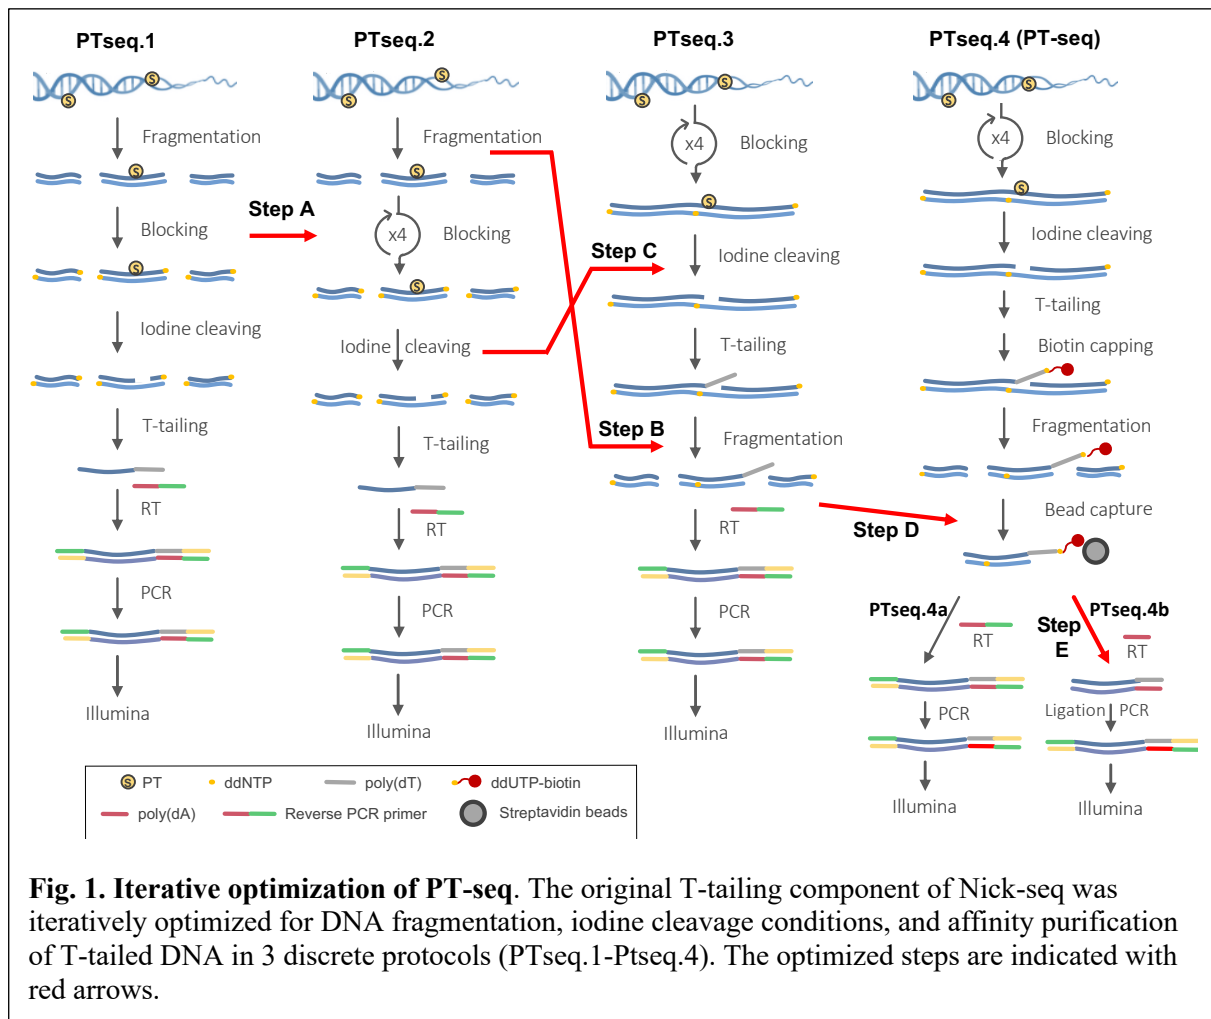 PTseq.1
S
S
Fragmentation
S
Blocking
S
Iodine cleaving
T-tailing
RT
PCR
Illumina
Step A
PTseq.2
S
S
Fragmentation
S
x4
Blocking
S
Iodine cleaving
T-tailing
RT
PCR
Illumina
Step C
Step B
PTseq.3
S
S
x4
Blocking
S
Iodine cleaving
T-tailing
Fragmentation
RT
PCR
Illumina
Step D
PTseq.4 (PT-seq)
S
S
x4
Blocking
S
Iodine cleaving
T-tailing
Biotin capping
Fragmentation
Bead capture
PTseq.4a
RT
PCR
Illumina
PTseq.4b
Step
E
RT
Ligation
PCR
Illumina
S PT
ddNTP
poly(dT)
ddUTP-biotin
poly(dA)
Reverse PCR primer
Streptavidin beads
Fig. 1. Iterative optimization of PT-seq. The original T-tailing component of Nick-seq was
iteratively optimized for DNA fragmentation, iodine cleavage conditions, and affinity purification
of T-tailed DNA in 3 discrete protocols (PTseq.1-Ptseq.4). The optimized steps are indicated with
red arrows.